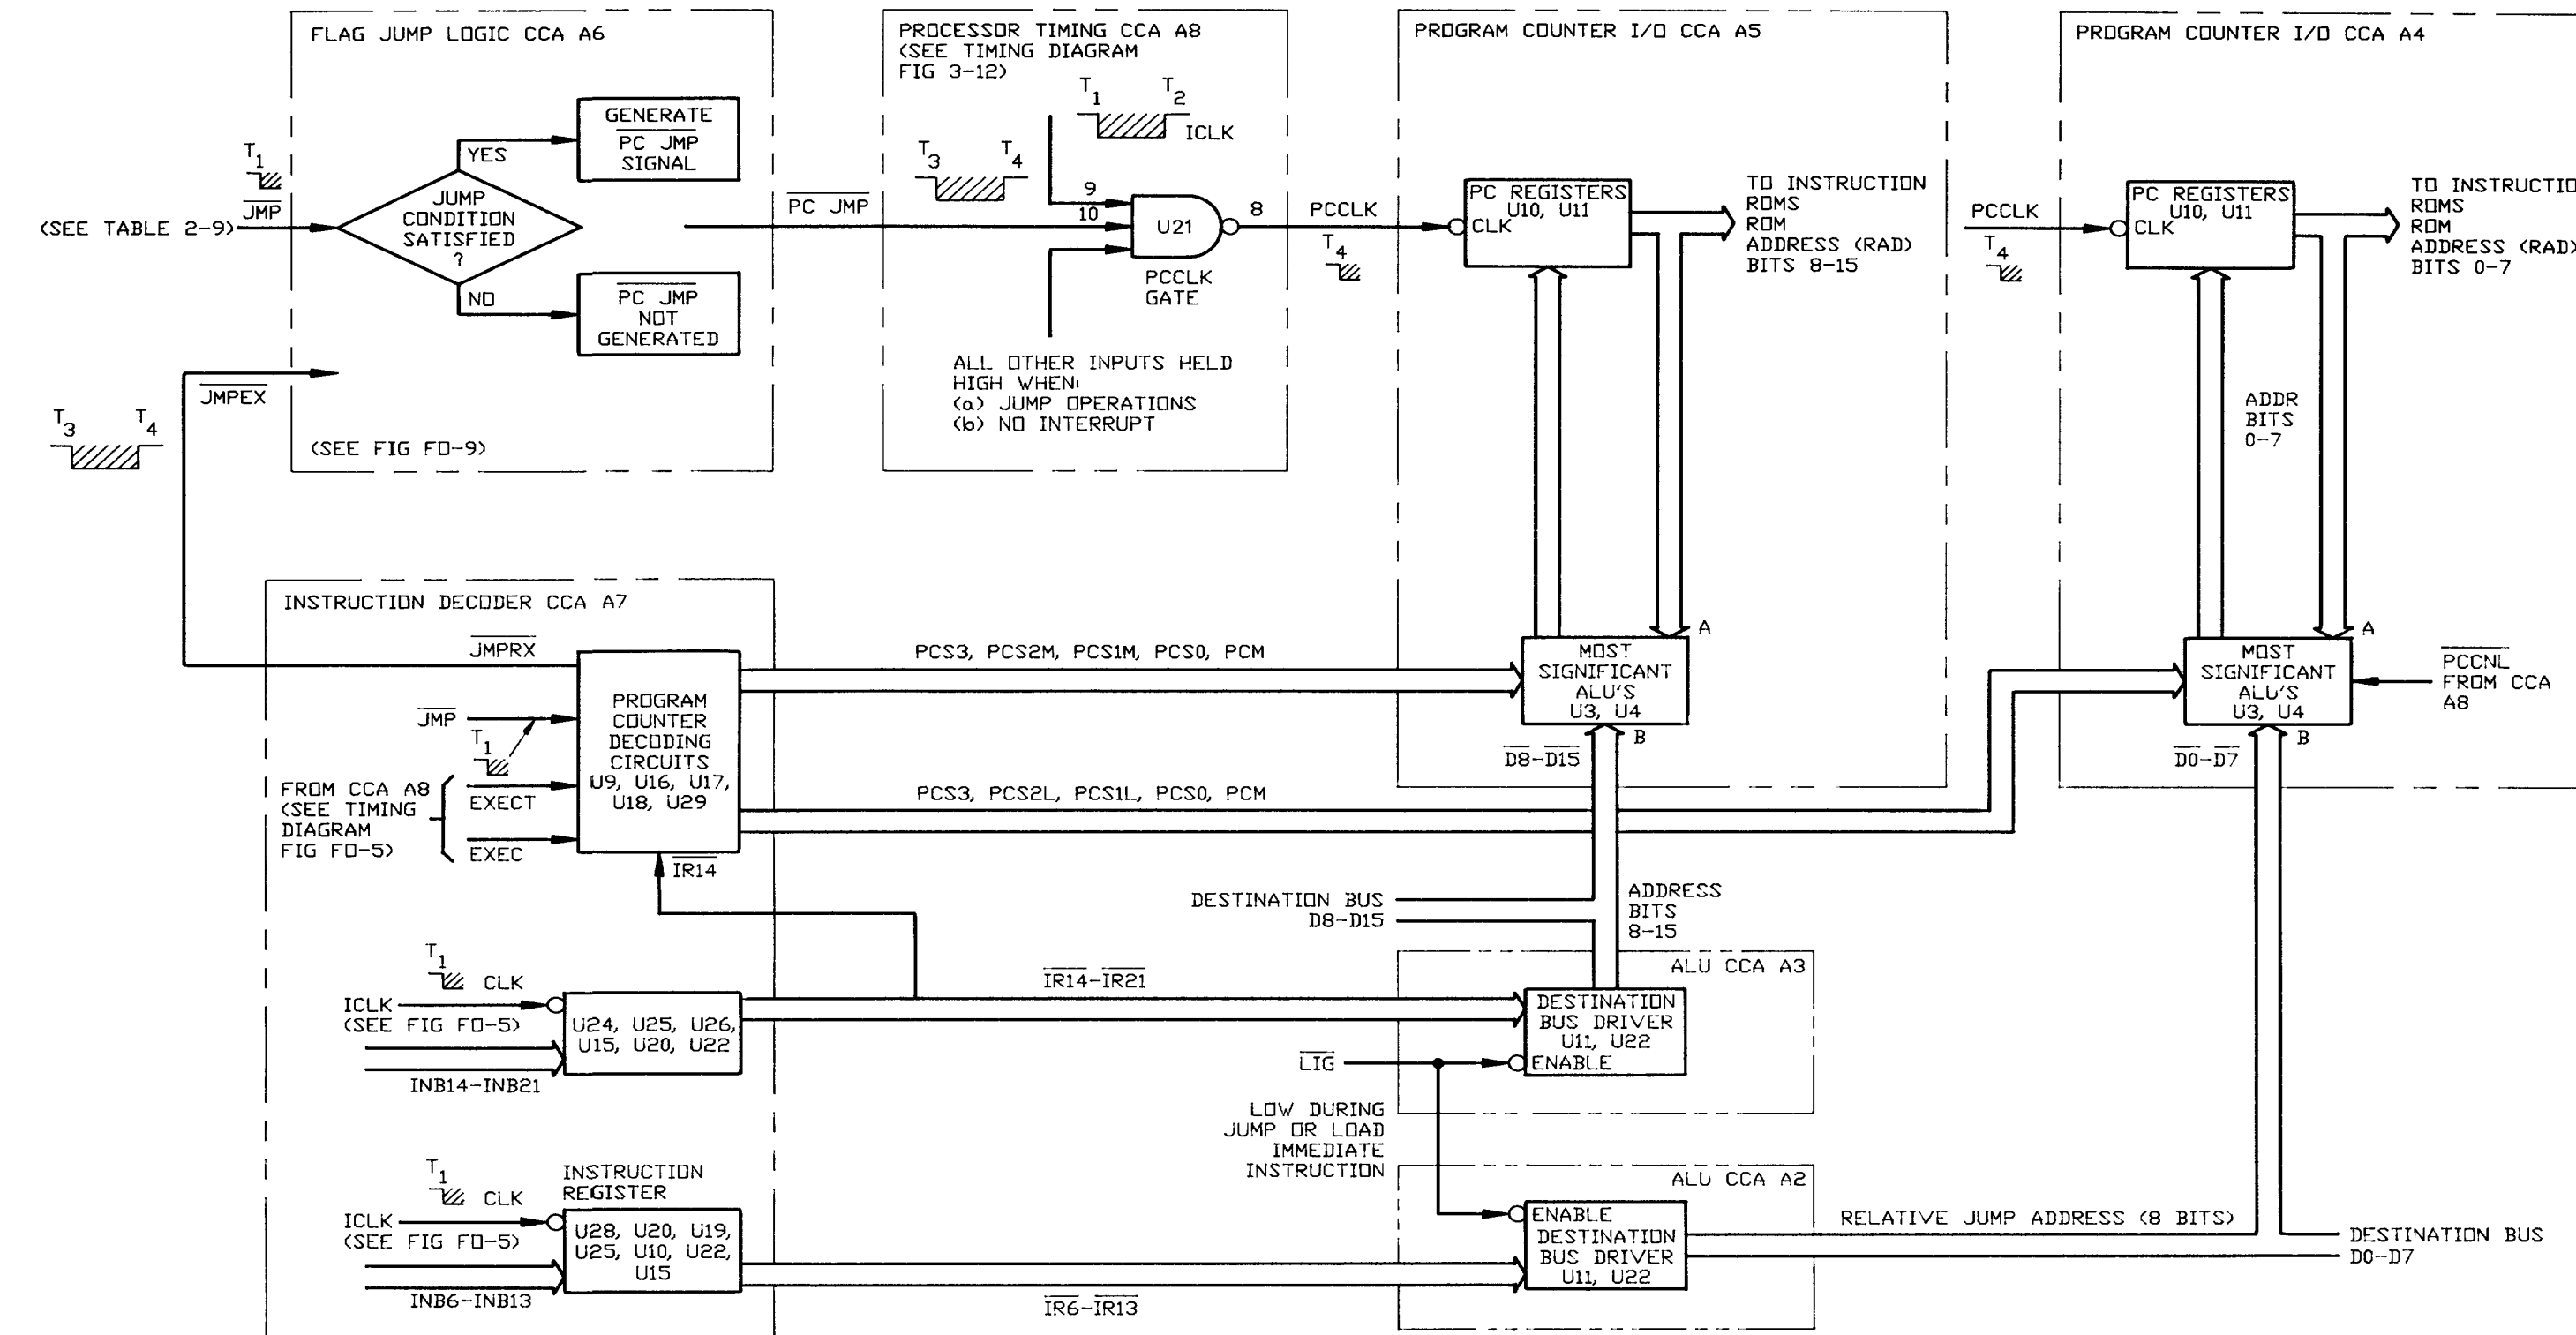 FLAG JUMP LOGIC CCA A6
T1
JMP
(SEE TABLE 2-9)
JUMP
CONDITION
SATISFIED
?
YES
NO
GENERATE
PC JMP
SIGNAL
PC JMP
NOT
GENERATED
JMPEX
T3 T4
(SEE FIG FO-9)
PROCESSOR TIMING CCA A8
(SEE TIMING DIAGRAM
FIG 3-12)
T1 T2
ICLK
T3 T4
PC JMP
9
10
U21
8
PCCLK
GATE
ALL OTHER INPUTS HELD
HIGH WHEN:
(a) JUMP OPERATIONS
(b) NO INTERRUPT
PCCLK
T4
PROGRAM COUNTER I/O CCA A5
PC REGISTERS
U10, U11
CLK
TO INSTRUCTION
ROMS
ROM
ADDRESS (RAD)
BITS 8-15
A
MOST
SIGNIFICANT
ALU'S
U3, U4
B
D8-D15
PCCLK
T4
PROGRAM COUNTER I/O CCA A4
PC REGISTERS
U10, U11
CLK
TO INSTRUCTIO
ROMS
ROM
ADDRESS (RAD)
BITS 0-7
ADDR
BITS
0-7
A
MOST
SIGNIFICANT
ALU'S
U3, U4
B
D0-D7
PCCNL
FROM CCA
A8
INSTRUCTION DECODER CCA A7
JMPRX
JMP
T1
FROM CCA A8
(SEE TIMING
DIAGRAM
FIG FO-5)
EXECT
EXEC
PROGRAM
COUNTER
DECODING
CIRCUITS
U9, U16, U17,
U18, U29
IR14
PCS3, PCS2M, PCS1M, PCS0, PCM
PCS3, PCS2L, PCS1L, PCS0, PCM
DESTINATION BUS
D8-D15
ADDRESS
BITS
8-15
T1
CLK
ICLK
(SEE FIG FO-5)
INB14-INB21
U24, U25, U26,
U15, U20, U22
IR14-IR21
ALU CCA A3
DESTINATION
BUS DRIVER
U11, U22
ENABLE
LIG
LOW DURING
JUMP OR LOAD
IMMEDIATE
INSTRUCTION
T1
CLK
INSTRUCTION
REGISTER
ICLK
(SEE FIG FO-5)
INB6-INB13
U28, U20, U19,
U25, U10, U22,
U15
IR6-IR13
ALU CCA A2
ENABLE
DESTINATION
BUS DRIVER
U11, U22
RELATIVE JUMP ADDRESS (8 BITS)
DESTINATION BUS
D0-D7